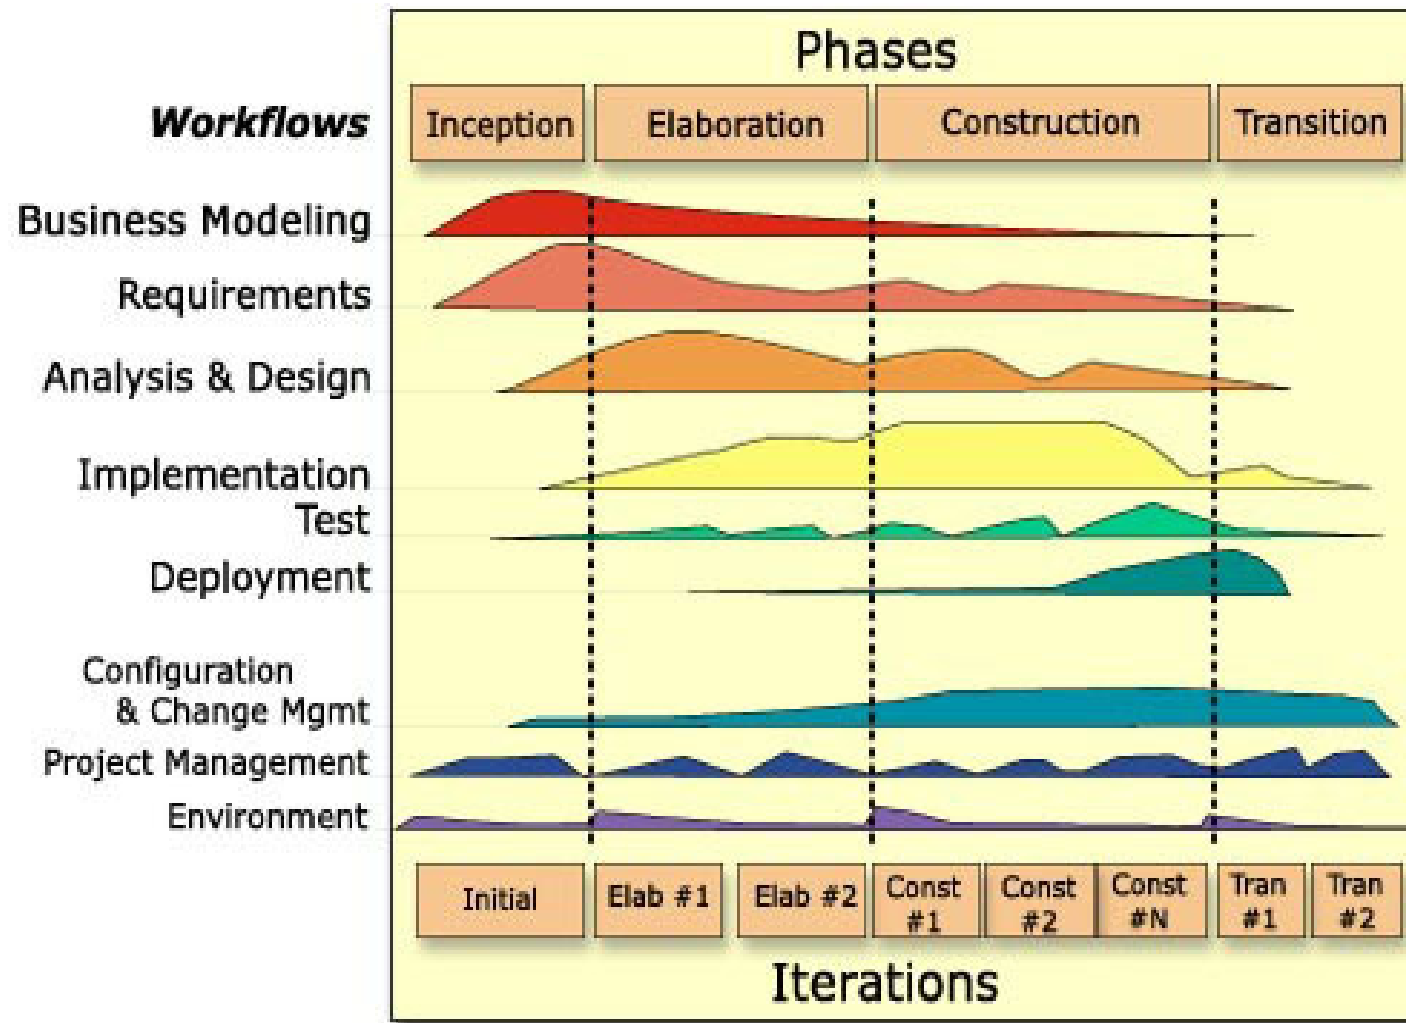 Phases
Workflows
Inception
Elaboration
Construction
Transition
Business Modeling
Requirements
Analysis & Design
Implementation
Test
Deployment
Configuration
& Change Mgmt
Project Management
Environment
Initial
Elab #1
Elab #2
Const
#1
Const
#2
Const
#N
Tran
#1
Tran
#2
Iterations